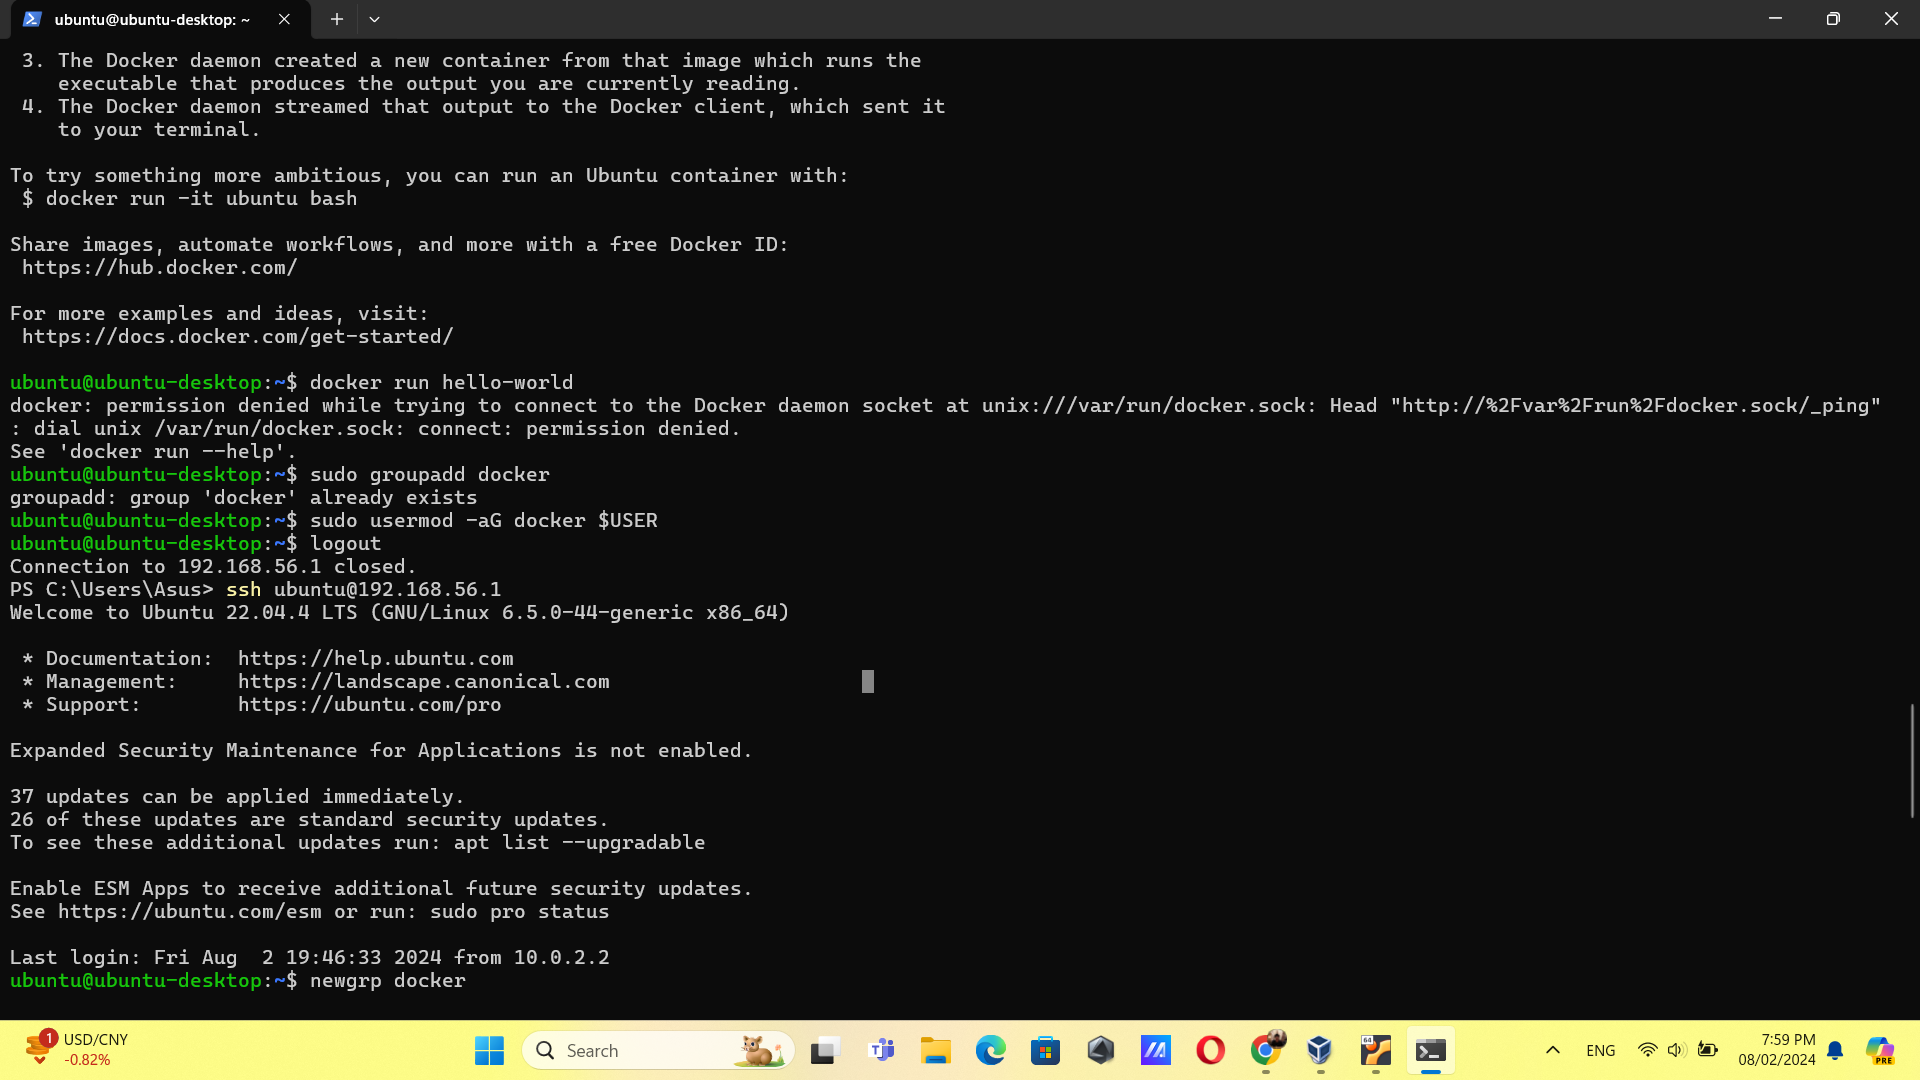 ubuntu@ubuntu-desktop: ~
3. The Docker daemon created a new container from that image which runs the
executable that produces the output you are currently reading.
4. The Docker daemon streamed that output to the Docker client, which sent it
to your terminal.
To try something more ambitious, you can run an Ubuntu container with:
$ docker run -it ubuntu bash
Share images, automate workflows, and more with a free Docker ID:
https://hub.docker.com/
For more examples and ideas, visit:
https://docs.docker.com/get-started/
ubuntu@ubuntu-desktop:~$ docker run hello-world
docker: permission denied while trying to connect to the Docker daemon socket at unix:///var/run/docker.sock: Head "http://%2Fvar%2Frun%2Fdocker.sock/_ping"
: dial unix /var/run/docker.sock: connect: permission denied.
See 'docker run --help'.
ubuntu@ubuntu-desktop:~$ sudo groupadd docker
groupadd: group 'docker' already exists
ubuntu@ubuntu-desktop:~$ sudo usermod -aG docker $USER
ubuntu@ubuntu-desktop:~$ logout
Connection to 192.168.56.1 closed.
PS C:\Users\Asus> ssh ubuntu@192.168.56.1
Welcome to Ubuntu 22.04.4 LTS (GNU/Linux 6.5.0-44-generic x86_64)
* Documentation:  https://help.ubuntu.com
* Management:     https://landscape.canonical.com
* Support:        https://ubuntu.com/pro
Expanded Security Maintenance for Applications is not enabled.
37 updates can be applied immediately.
26 of these updates are standard security updates.
To see these additional updates run: apt list --upgradable
Enable ESM Apps to receive additional future security updates.
See https://ubuntu.com/esm or run: sudo pro status
Last login: Fri Aug  2 19:46:33 2024 from 10.0.2.2
ubuntu@ubuntu-desktop:~$ newgrp docker
1
USD/CNY
-0.82%
Search
64
ENG
7:59 PM
08/02/2024
PRE